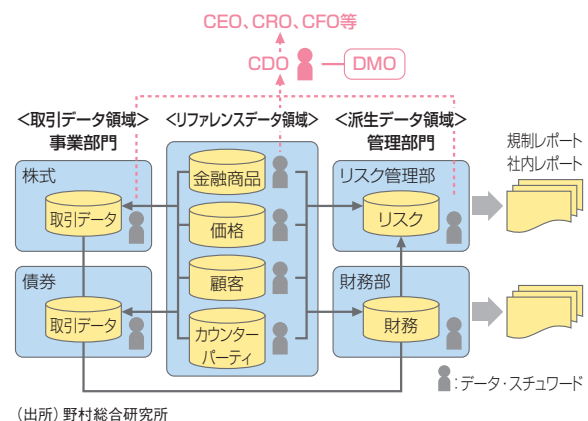 CEO、CRO、CFO等
CDO
DMO
<取引データ領域>
事業部門
<リファレンスデータ領域>
<派生データ領域>
管理部門
規制レポート
社内レポート
株式
取引データ
金融商品
リスク管理部
リスク
価格
債券
取引データ
顧客
カウンター
パーティ
財務部
財務
:データ・スチュワード
(出所)野村総合研究所